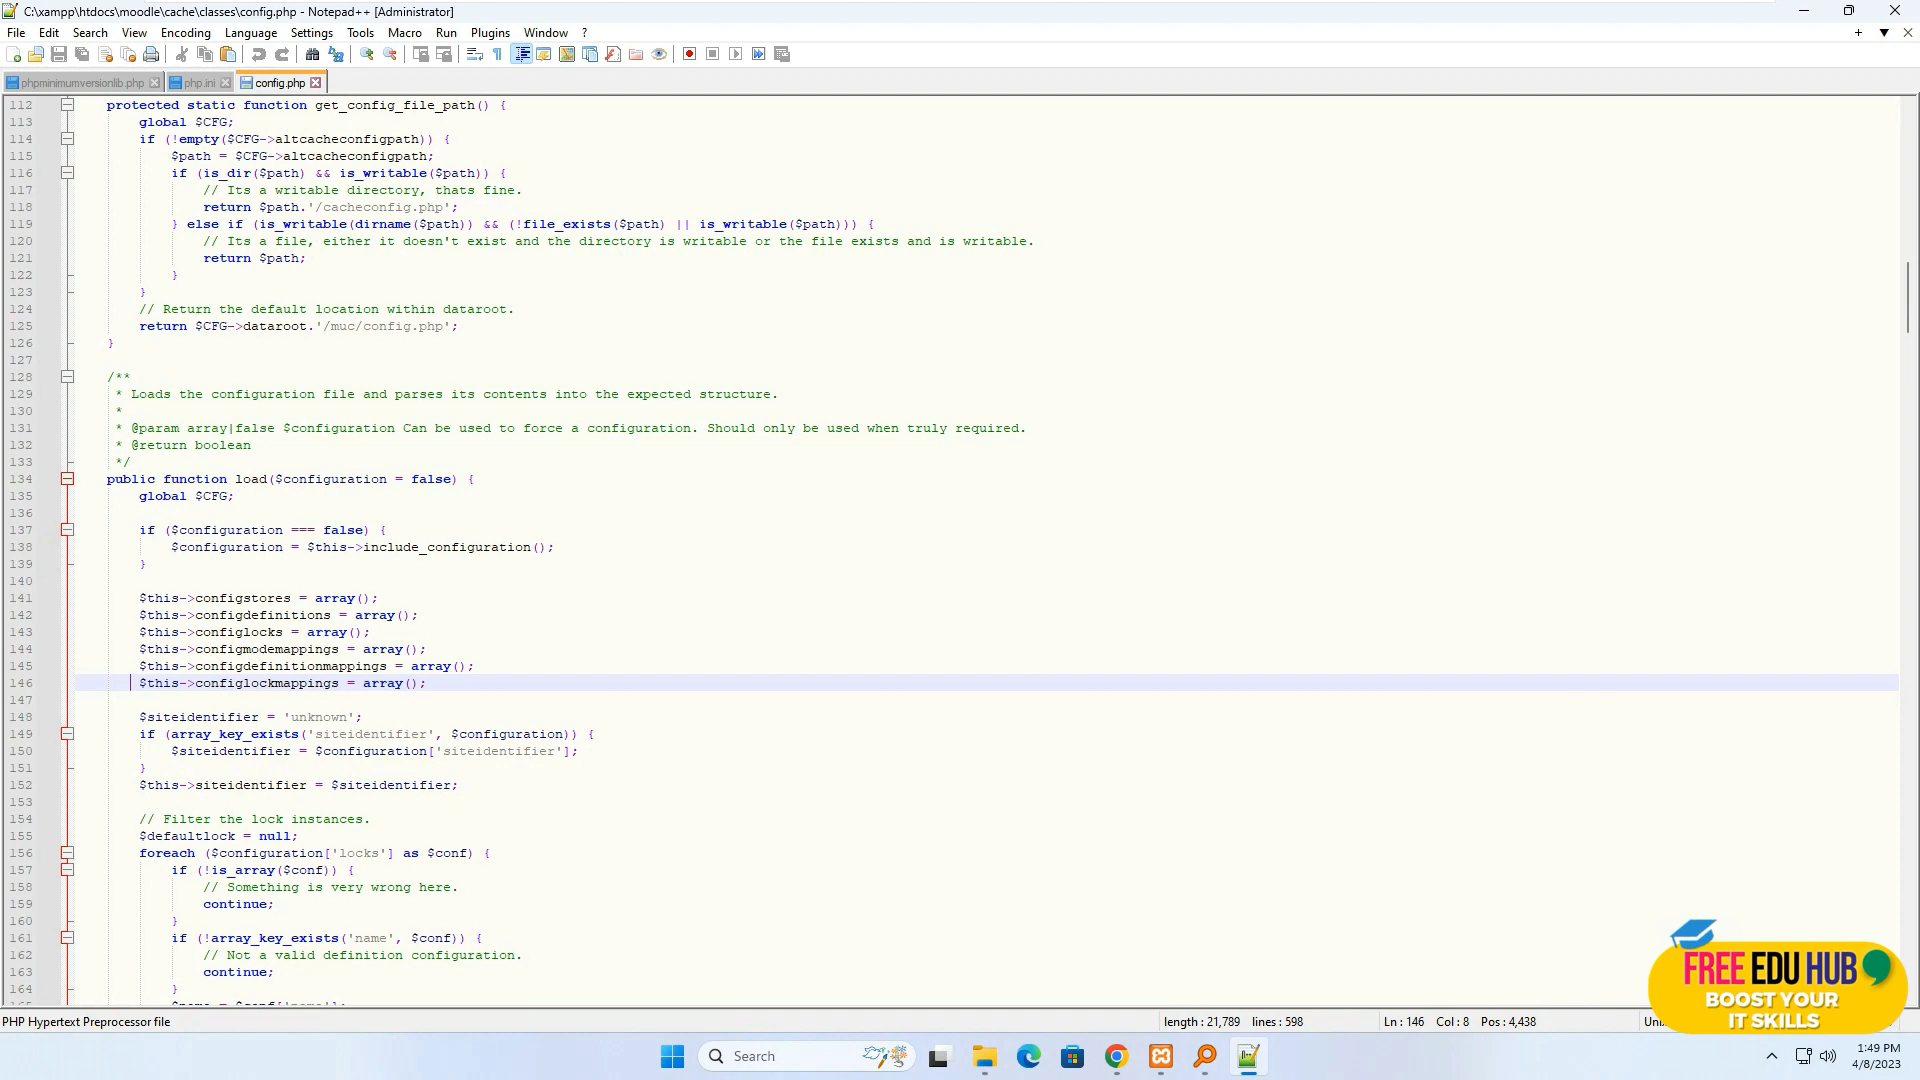 C:\xampp\htdocs\moodle\cache\classes\config.php - Notepad++ [Administrator]
File Edit Search View Encoding Language Settings Tools Macro Run Plugins Window ?
phpminimumversionlib.php php.ini config.php
112 protected static function get_config_file_path() {
113 global $CFG;
114 if (!empty($CFG->altcacheconfigpath)) {
115 $path = $CFG->altcacheconfigpath;
116 if (is_dir($path) && is_writable($path)) {
117 // Its a writable directory, thats fine.
118 return $path.'/cacheconfig.php';
119 } else if (is_writable(dirname($path)) && (!file_exists($path) || is_writable($path))) {
120 // Its a file, either it doesn't exist and the directory is writable or the file exists and is writable.
121 return $path;
122 }
123 }
124 // Return the default location within dataroot.
125 return $CFG->dataroot.'/muc/config.php';
126 }
127
128 /**
129 * Loads the configuration file and parses its contents into the expected structure.
130 *
131 * @param array|false $configuration Can be used to force a configuration. Should only be used when truly required.
132 * @return boolean
133 */
134 public function load($configuration = false) {
135 global $CFG;
136
137 if ($configuration === false) {
138 $configuration = $this->include_configuration();
139 }
140
141 $this->configstores = array();
142 $this->configdefinitions = array();
143 $this->configlocks = array();
144 $this->configmodemappings = array();
145 $this->configdefinitionmappings = array();
146 $this->configlockmappings = array();
147
148 $siteidentifier = 'unknown';
149 if (array_key_exists('siteidentifier', $configuration)) {
150 $siteidentifier = $configuration['siteidentifier'];
151 }
152 $this->siteidentifier = $siteidentifier;
153
154 // Filter the lock instances.
155 $defaultlock = null;
156 foreach ($configuration['locks'] as $conf) {
157 if (!is_array($conf)) {
158 // Something is very wrong here.
159 continue;
160 }
161 if (!array_key_exists('name', $conf)) {
162 // Not a valid definition configuration.
163 continue;
164 }
FREE EDU HUB
BOOST YOUR
IT SKILLS
PHP Hypertext Preprocessor file length : 21,789 lines : 598 Ln : 146 Col : 8 Pos : 4,438
Search
1:49 PM
4/8/2023